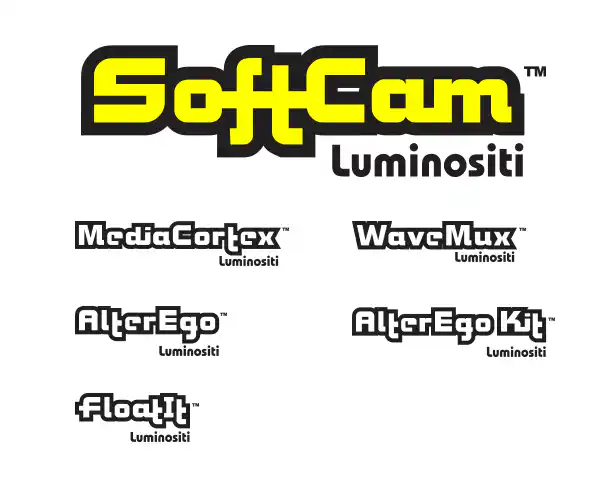 SoftCam™
Luminositi
MediaCortex™
Luminositi
WaveMux™
Luminositi
AlterEgo™
Luminositi
AlterEgo Kit™
Luminositi
FloatIt™
Luminositi